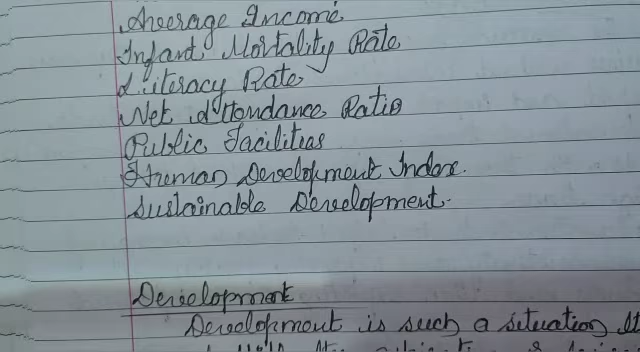 Average Income
Infant Mortality Rate
Literacy Rate
Net Attendance Ratio
Public Facilities
Human Development Index.
Sustainable Development.
Development
Development is such a situation